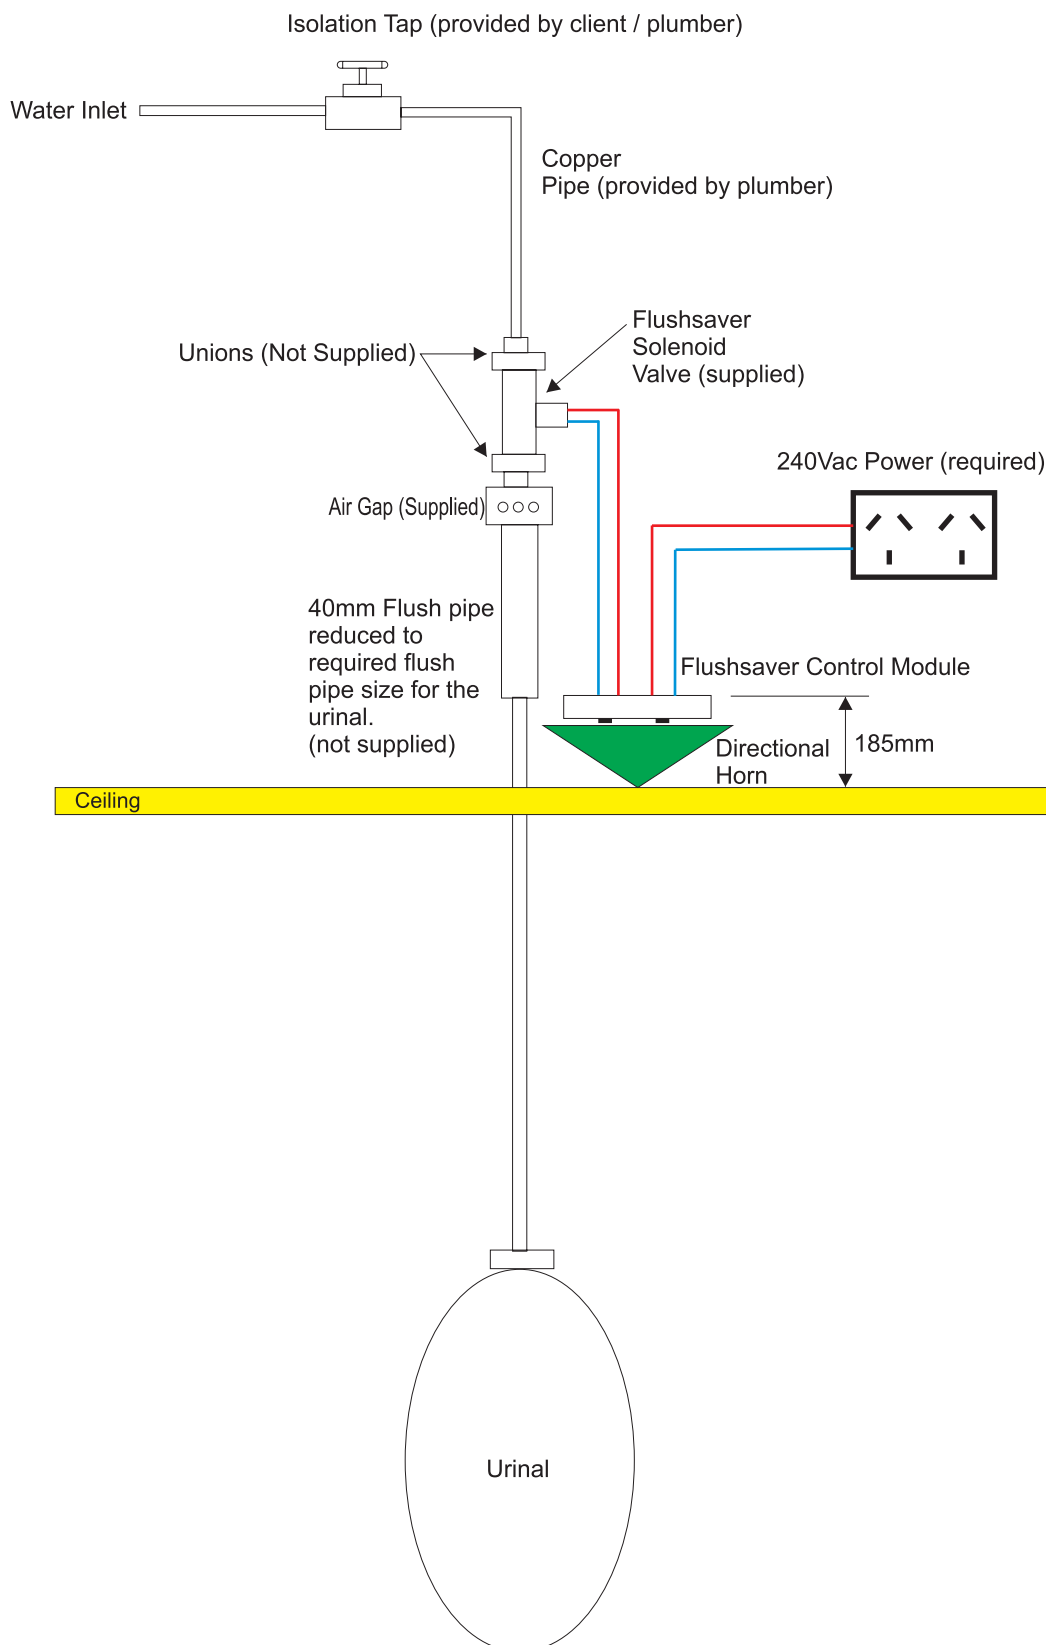 Isolation Tap (provided by client / plumber)
Water Inlet
Copper
Pipe (provided by plumber)
Flushsaver
Solenoid
Valve (supplied)
Unions (Not Supplied)
240Vac Power (required)
Air Gap (Supplied)
40mm Flush pipe
reduced to
required flush
pipe size for the
urinal.
(not supplied)
Flushsaver Control Module
Directional
Horn
185mm
Ceiling
Urinal